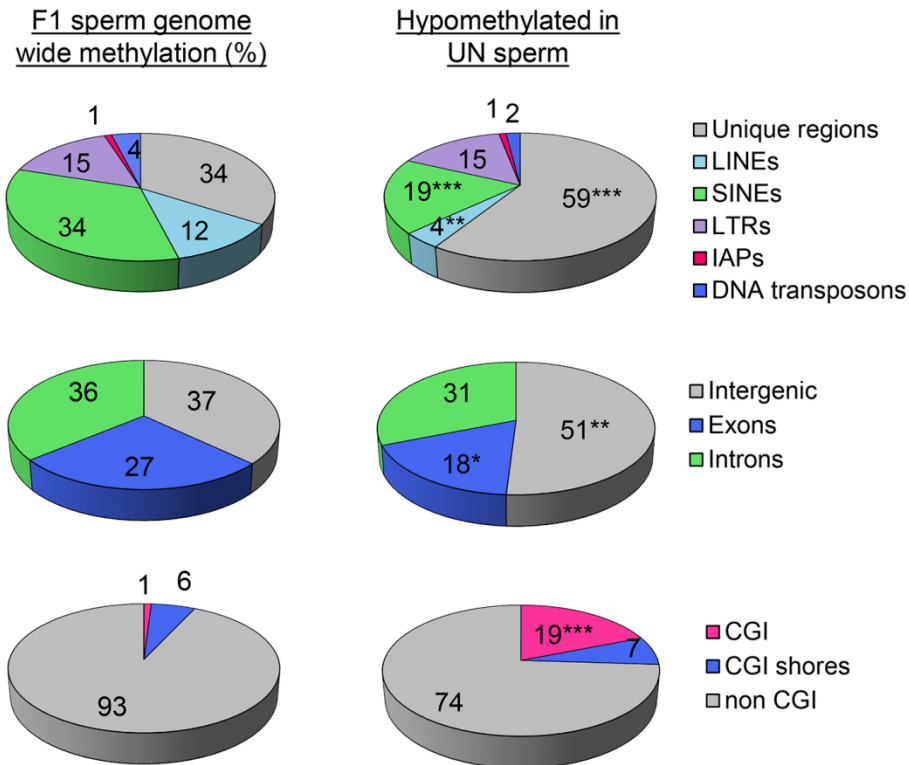 F1 sperm genome
wide methylation (%)
Hypomethylated in
UN sperm
1
4
15
34
34
12
1 2
15
19***
59***
4**
Unique regions
LINEs
SINEs
LTRs
IAPs
DNA transposons
36
37
27
31
51**
18*
Intergenic
Exons
Introns
1
6
93
19***
7
74
CGI
CGI shores
non CGI